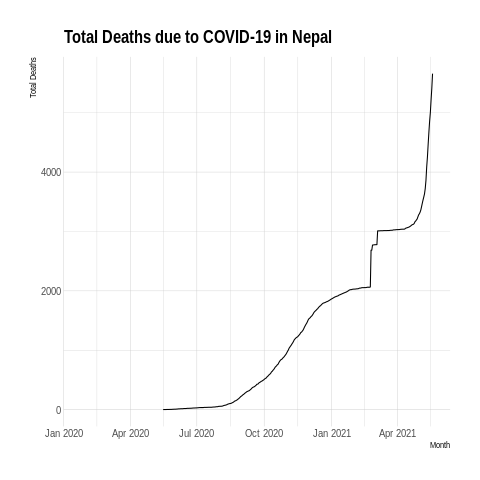 Total Deaths due to COVID-19 in Nepal
Total Deaths
4000
2000
0
Jan 2020 Apr 2020 Jul 2020 Oct 2020 Jan 2021 Apr 2021
Month